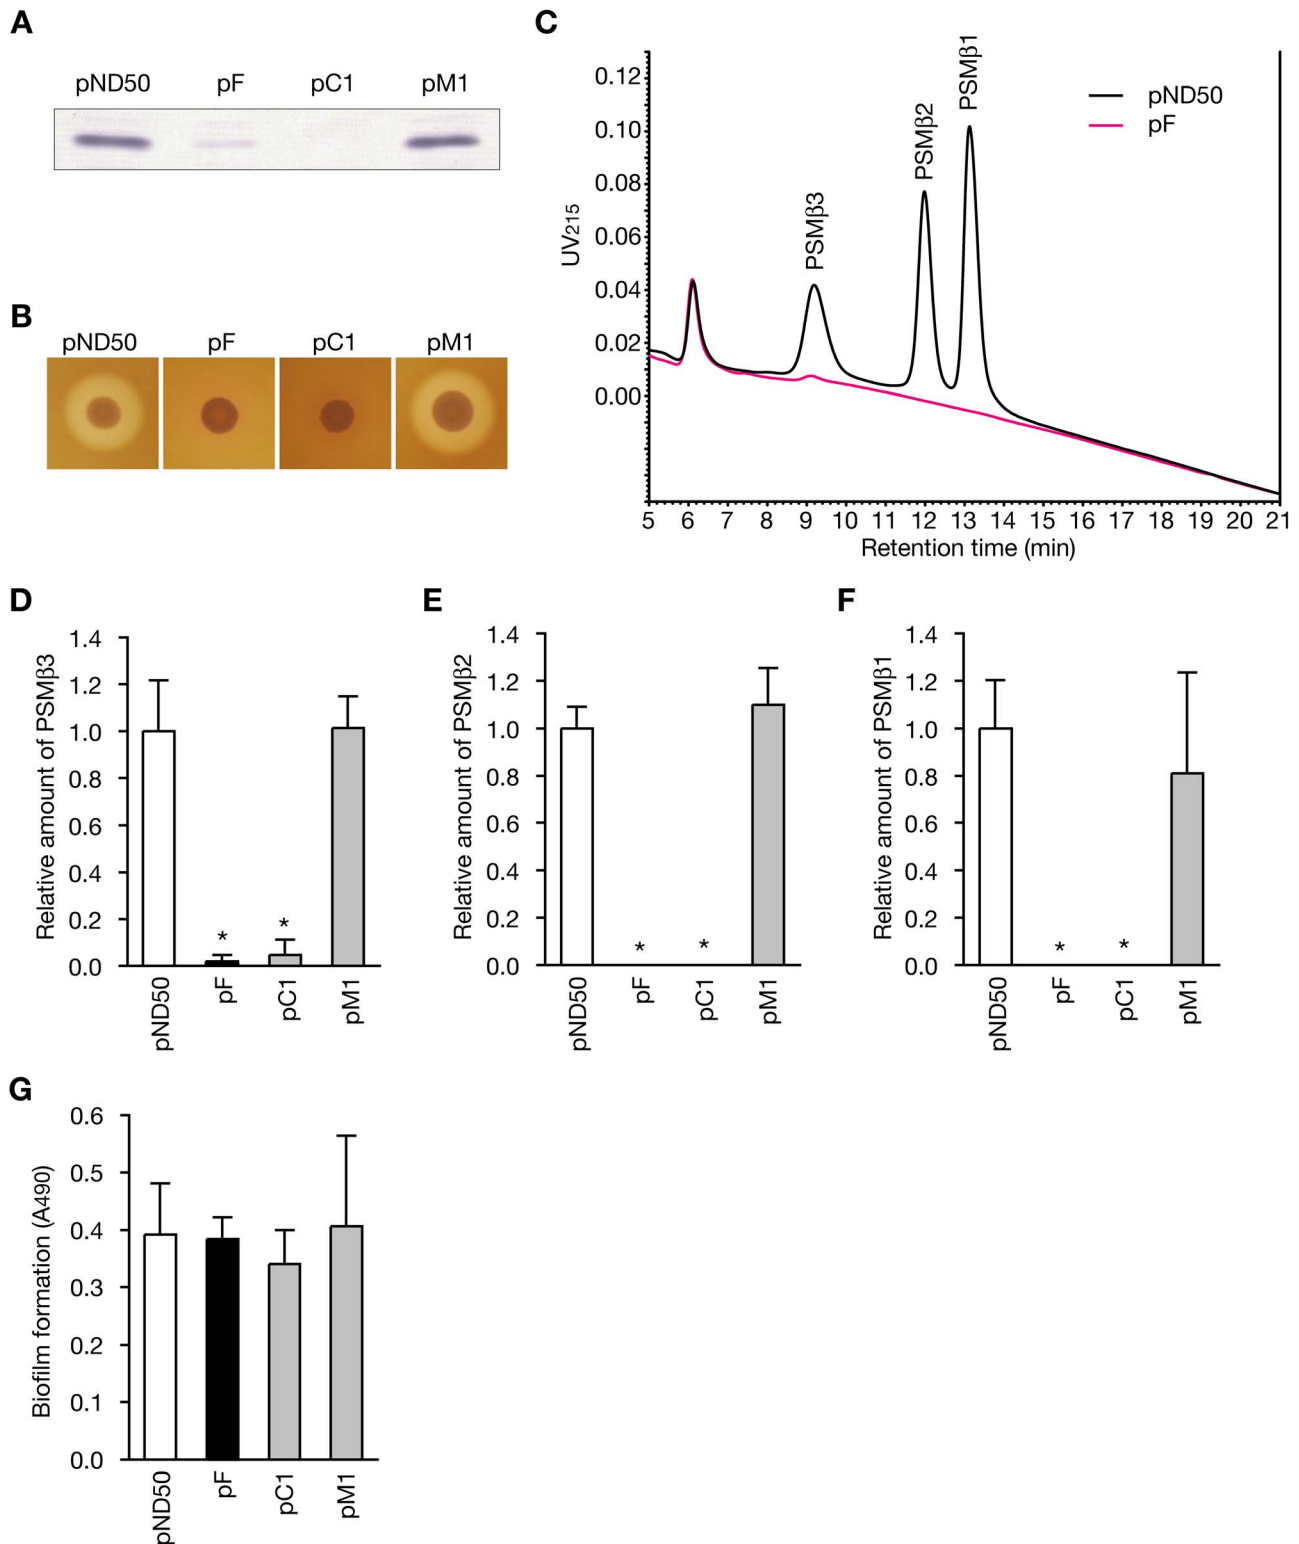 A
pND50 pF pC1 pM1
B
pND50 pF pC1 pM1
C
PSMβ3
PSMβ2
PSMβ1
pND50
pF
UV215
0.12
0.10
0.08
0.06
0.04
0.02
0.00
5 6 7 8 9 10 11 12 13 14 15 16 17 18 19 20 21
Retention time (min)
D
Relative amount of PSMβ3
1.4
1.2
1.0
0.8
0.6
0.4
0.2
0.0
* *
pND50 pF pC1 pM1
E
Relative amount of PSMβ2
1.4
1.2
1.0
0.8
0.6
0.4
0.2
0.0
* *
pND50 pF pC1 pM1
F
Relative amount of PSMβ1
1.4
1.2
1.0
0.8
0.6
0.4
0.2
0.0
* *
pND50 pF pC1 pM1
G
Biofilm formation (A490)
0.6
0.5
0.4
0.3
0.2
0.1
0.0
pND50 pF pC1 pM1